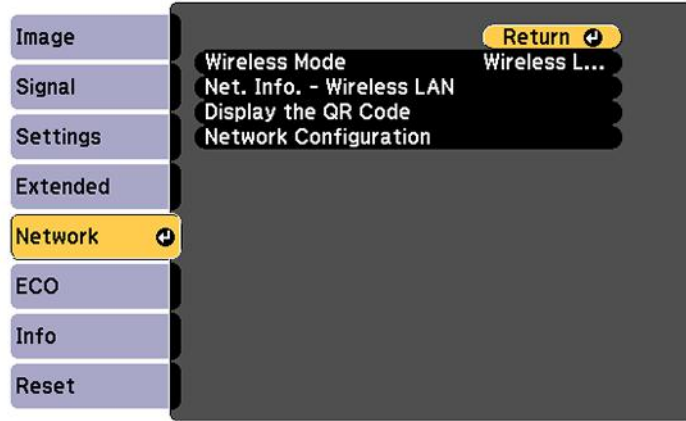 Image
Signal
Settings
Extended
Network
ECO
Info
Reset
Return
Wireless Mode Wireless L...
Net. Info. - Wireless LAN
Display the QR Code
Network Configuration